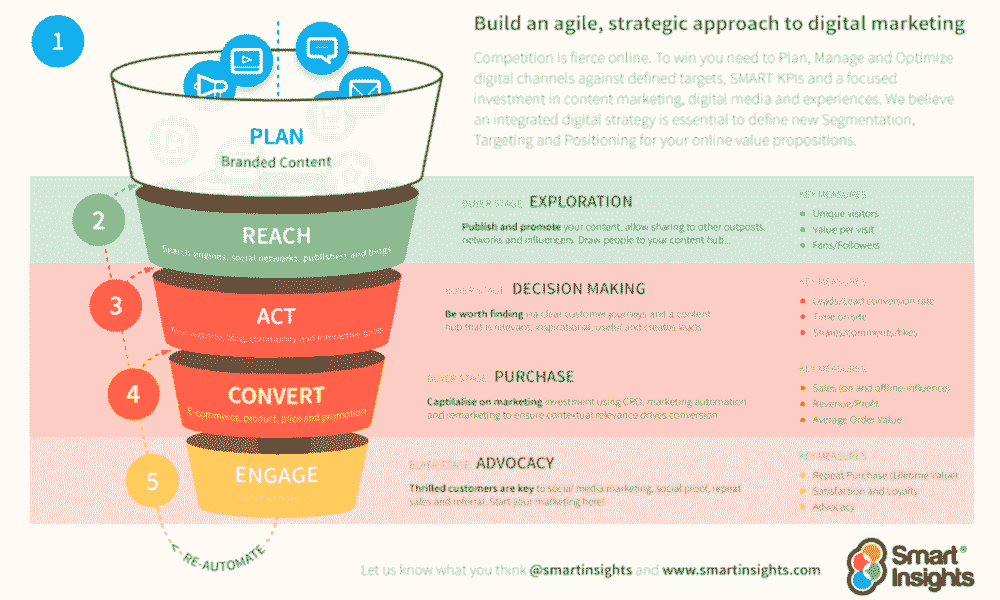 1
Build an agile, strategic approach to digital marketing
Competition is fierce online. To win you need to Plan, Manage and Optimize
digital channels against defined targets, SMART KPIs and a focused
investment in content marketing, digital media and experiences. We believe
an integrated digital strategy is essential to define new Segmentation,
Targeting and Positioning for your online value propositions.
PLAN
Branded Content
2
REACH
Search engines, social networks, publishers and blogs
BUYER STAGE: EXPLORATION
Publish and promote your content, allow sharing to other outposts,
networks and influencers. Draw people to your content hub...
KEY MEASURES
Unique visitors
Value per visit
Fans/Followers
3
ACT
Your website, blog, community and interactive tools
BUYER STAGE: DECISION MAKING
Be worth finding via clear customer journeys and a content
hub that is relevant, inspirational, useful and creates leads
KEY MEASURES
Leads/Lead conversion rate
Time on site
Shares/comments/likes
4
CONVERT
E-commerce, product, price and promotion
BUYER STAGE: PURCHASE
Captilalise on marketing investment using CRO, marketing automation
and remarketing to ensure contextual relevance drives conversion
KEY MEASURES
Sales (on and offline-influence)
Revenue/Profit
Average Order Value
5
ENGAGE
BUYER STAGE: ADVOCACY
Thrilled customers are key to social media marketing, social proof, repeat
sales and referral. Start your marketing here!
KEY MEASURES
Repeat Purchase (Lifetime Value)
Satisfaction and Loyalty
Advocacy
RE-AUTOMATE
Let us know what you think @smartinsights and www.smartinsights.com
Smart
Insights